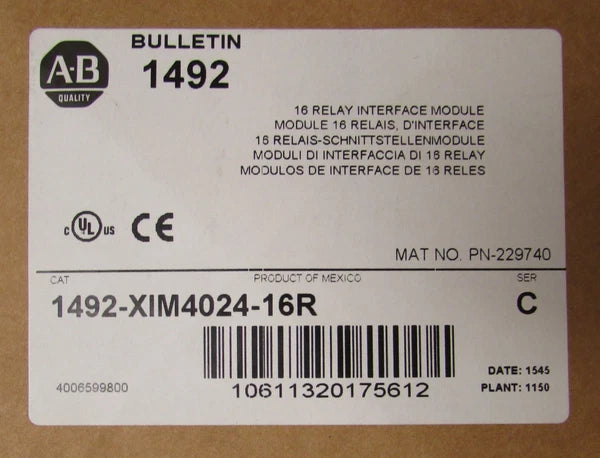 A-B
QUALITY
BULLETIN
1492
16 RELAY INTERFACE MODULE
MODULE 16 RELAIS, D'INTERFACE
16 RELAIS-SCHNITTSTELLENMODULE
MODULI DI INTERFACCIA DI 16 RELAY
MODULOS DE INTERFACE DE 16 RELES
C UL US CE
MAT NO. PN-229740
CAT PRODUCT OF MEXICO SER
1492-XIM4024-16R C
4006599800
10611320175612
DATE: 1545
PLANT: 1150